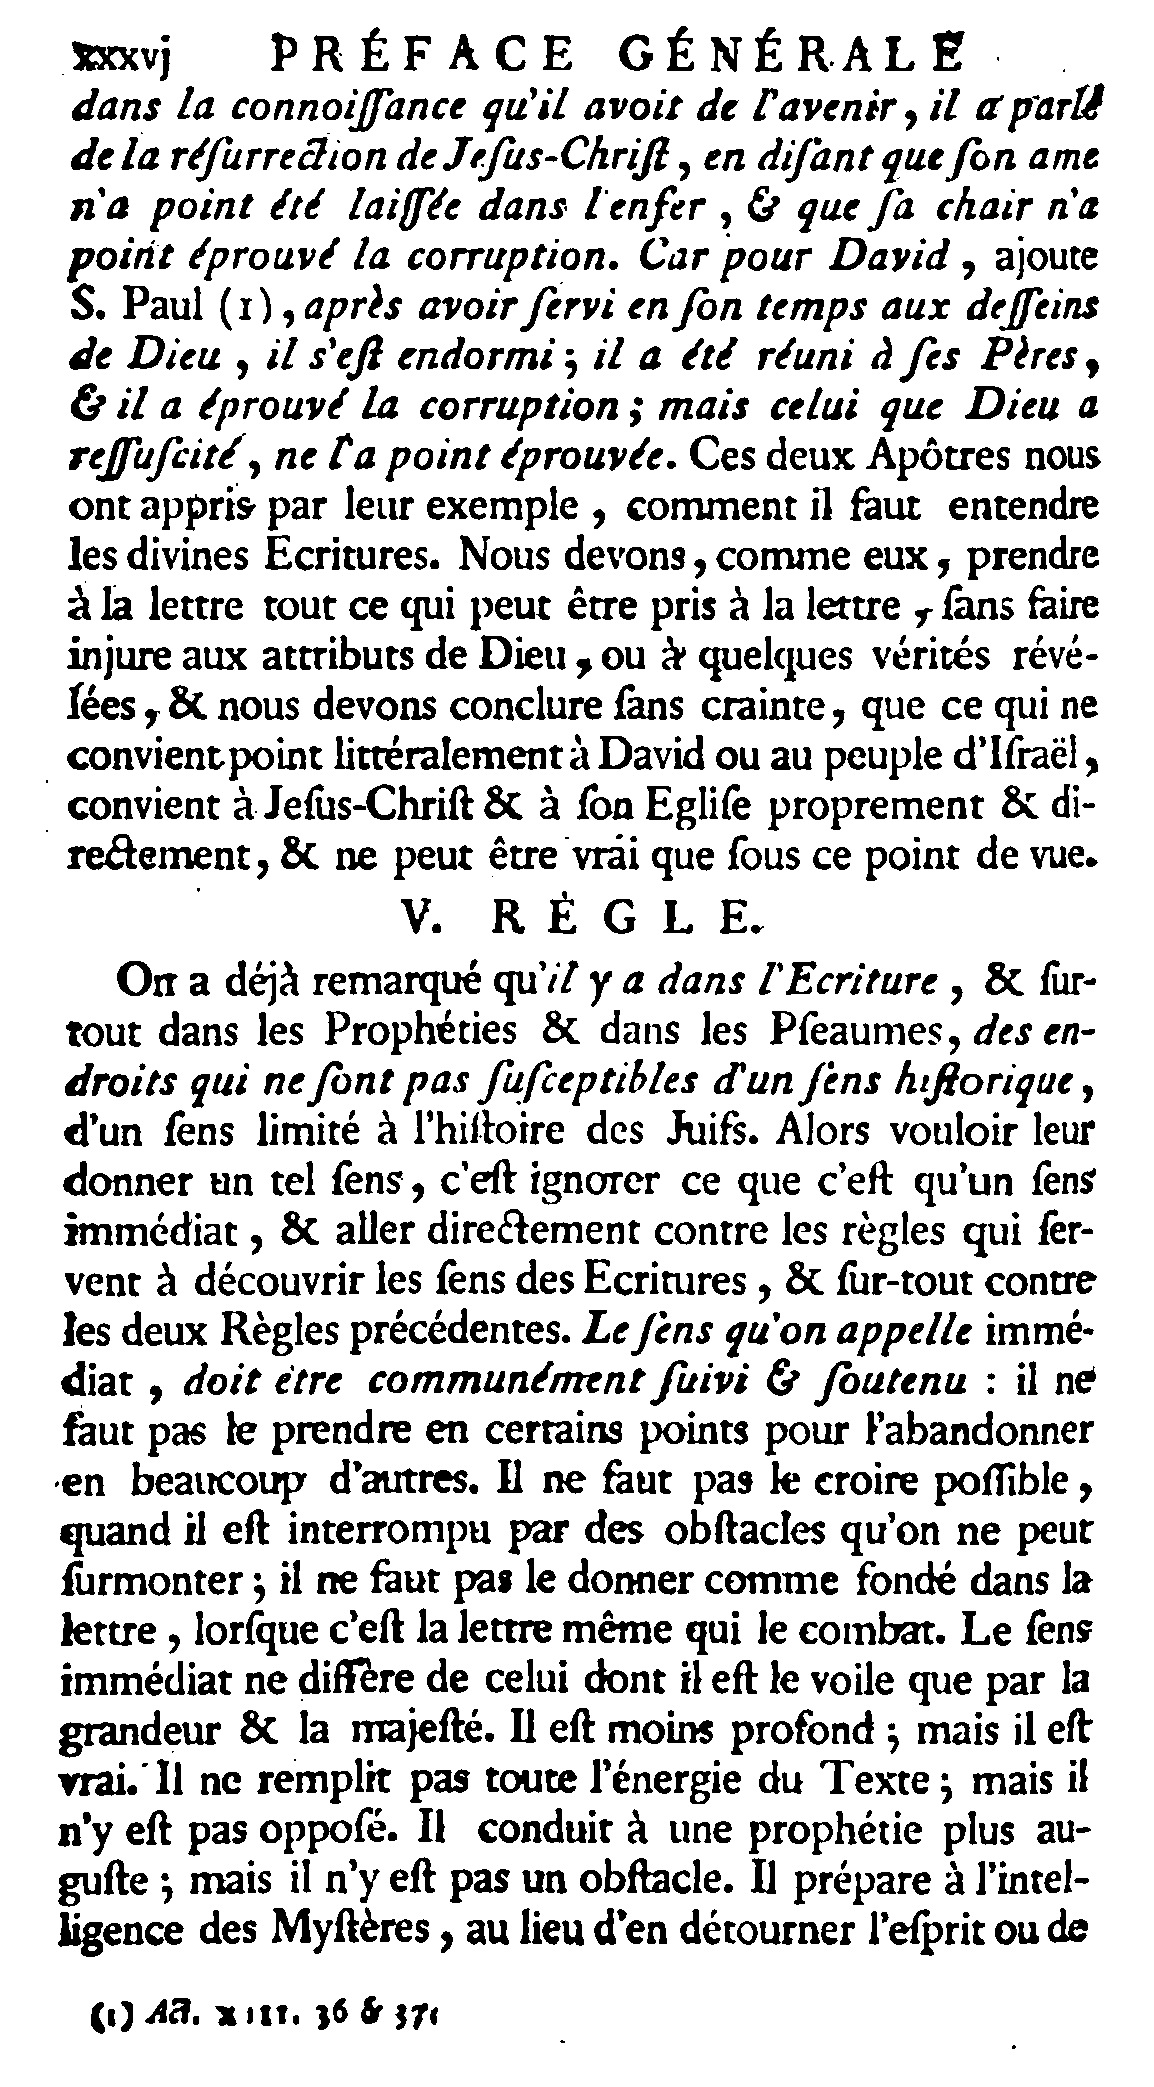 xxxvj PRÉFACE GÉNÉRALE
dans la connoiſſance qu'il avoit de l'avenir, il a parlé
de la réſurrection de Jeſus-Chriſt, en diſant que ſon ame
n'a point été laiſſée dans l'enfer, & que ſa chair n'a
point éprouvé la corruption. Car pour David, ajoute
S. Paul (1), après avoir ſervi en ſon temps aux deſſeins
de Dieu, il s'eſt endormi; il a été réuni à ſes Pères,
& il a éprouvé la corruption; mais celui que Dieu a
reſſuſcité, ne l'a point éprouvée. Ces deux Apôtres nous
ont appris par leur exemple, comment il faut entendre
les divines Ecritures. Nous devons, comme eux, prendre
à la lettre tout ce qui peut être pris à la lettre, ſans faire
injure aux attributs de Dieu, ou à quelques vérités révé-
lées, & nous devons conclure ſans crainte, que ce qui ne
convient point littéralement à David ou au peuple d'Iſraël,
convient à Jeſus-Chriſt & à ſon Egliſe proprement & di-
rectement, & ne peut être vrai que ſous ce point de vue.
V. RÈGLE.
On a déjà remarqué qu'il y a dans l'Ecriture, & ſur-
tout dans les Prophéties & dans les Pſeaumes, des en-
droits qui ne ſont pas ſuſceptibles d'un ſens hiſtorique,
d'un ſens limité à l'hiſtoire des Juifs. Alors vouloir leur
donner un tel ſens, c'eſt ignorer ce que c'eſt qu'un ſens
immédiat, & aller directement contre les règles qui ſer-
vent à découvrir les ſens des Ecritures, & ſur-tout contre
les deux Règles précédentes. Le ſens qu'on appelle immé-
diat, doit être communément ſuivi & ſoutenu : il ne
faut pas le prendre en certains points pour l'abandonner
en beaucoup d'autres. Il ne faut pas le croire poſſible,
quand il eſt interrompu par des obſtacles qu'on ne peut
ſurmonter; il ne faut pas le donner comme fondé dans la
lettre, lorſque c'eſt la lettre même qui le combat. Le ſens
immédiat ne diffère de celui dont il eſt le voile que par la
grandeur & la majeſté. Il eſt moins profond; mais il eſt
vrai. Il ne remplit pas toute l'énergie du Texte; mais il
n'y eſt pas oppoſé. Il conduit à une prophétie plus au-
guſte; mais il n'y eſt pas un obſtacle. Il prépare à l'intel-
ligence des Myſtères, au lieu d'en détourner l'eſprit ou de
(1) Act. XIII. 36 & 37.